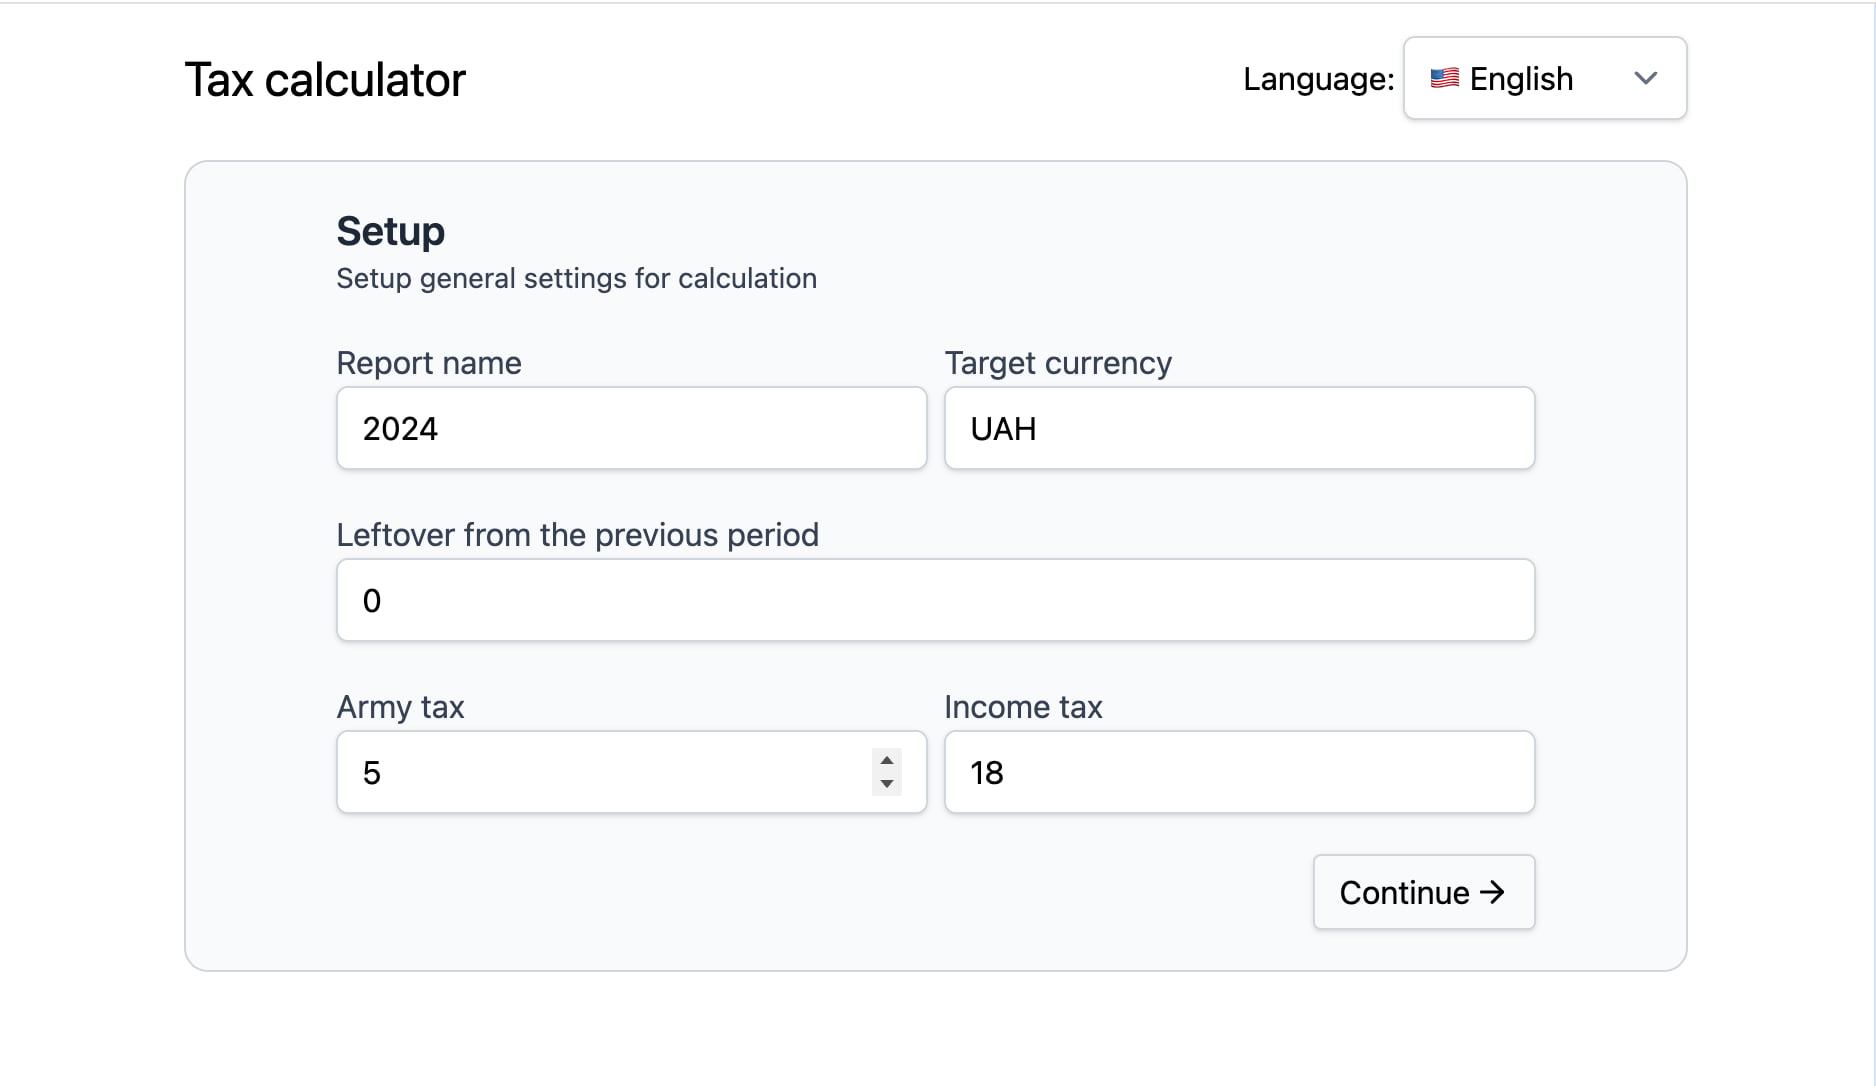 Tax calculator
Language: 🇺🇸 English
Setup
Setup general settings for calculation
Report name
Target currency
2024
UAH
Leftover from the previous period
0
Army tax
Income tax
5
18
Continue →